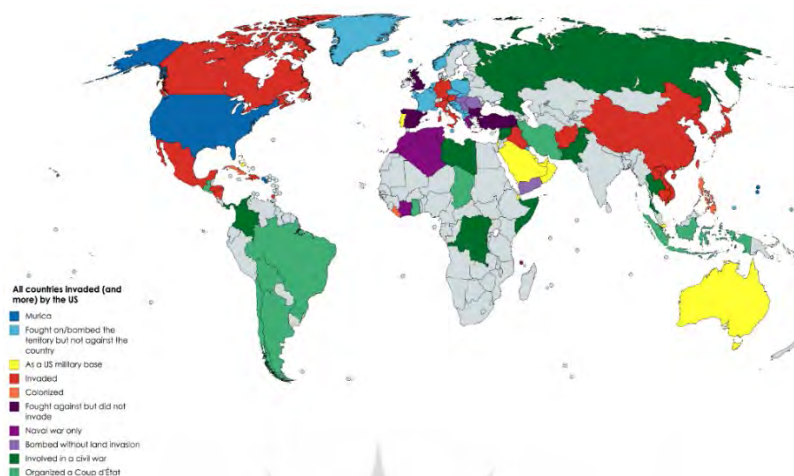 All countries invaded (and
more) by the US
Murica
Fought on/bombed the
territory but not against the
country
As a US military base
Invaded
Colonized
Fought against but did not
invade
Naval war only
Bombed without land invasion
Involved in a civil war
Organized a Coup d'État